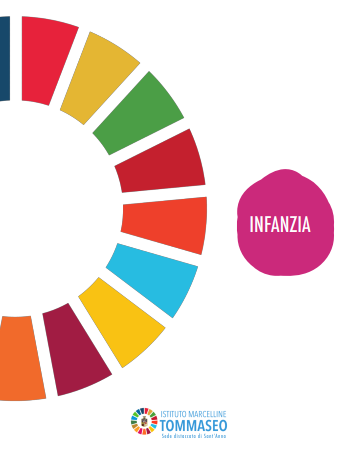 INFANZIA
ISTITUTO MARCELLINE
TOMMASEO
Sede distaccata di Sant'Anna